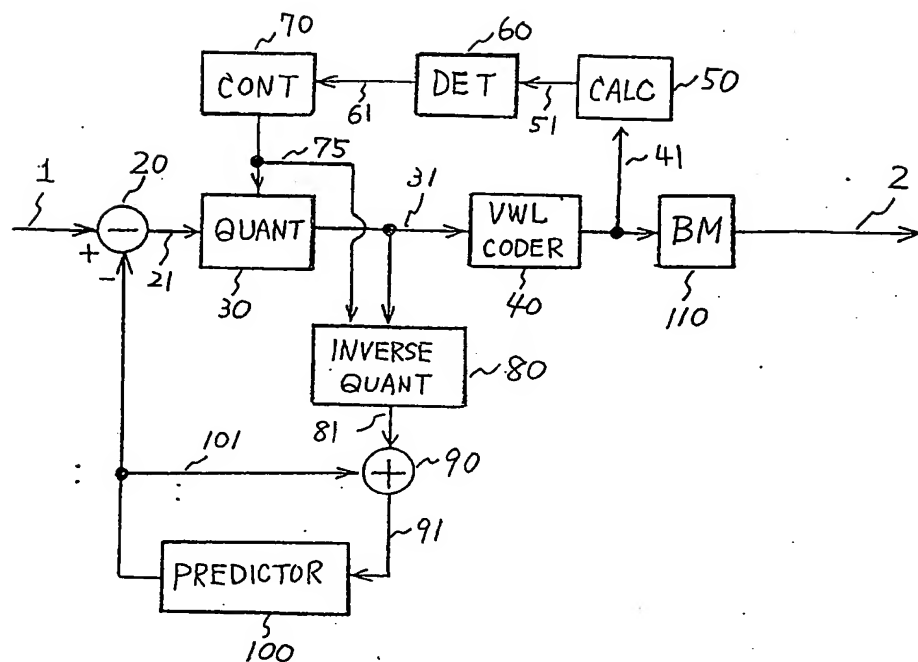 70
60
CONT
DET
CALC
50
61
51
75
41
1
20
31
2
+
−
QUANT
VWL
CODER
BM
-
21
30
40
110
INVERSE
QUANT
80
81
101
+
90
91
PREDICTOR
100